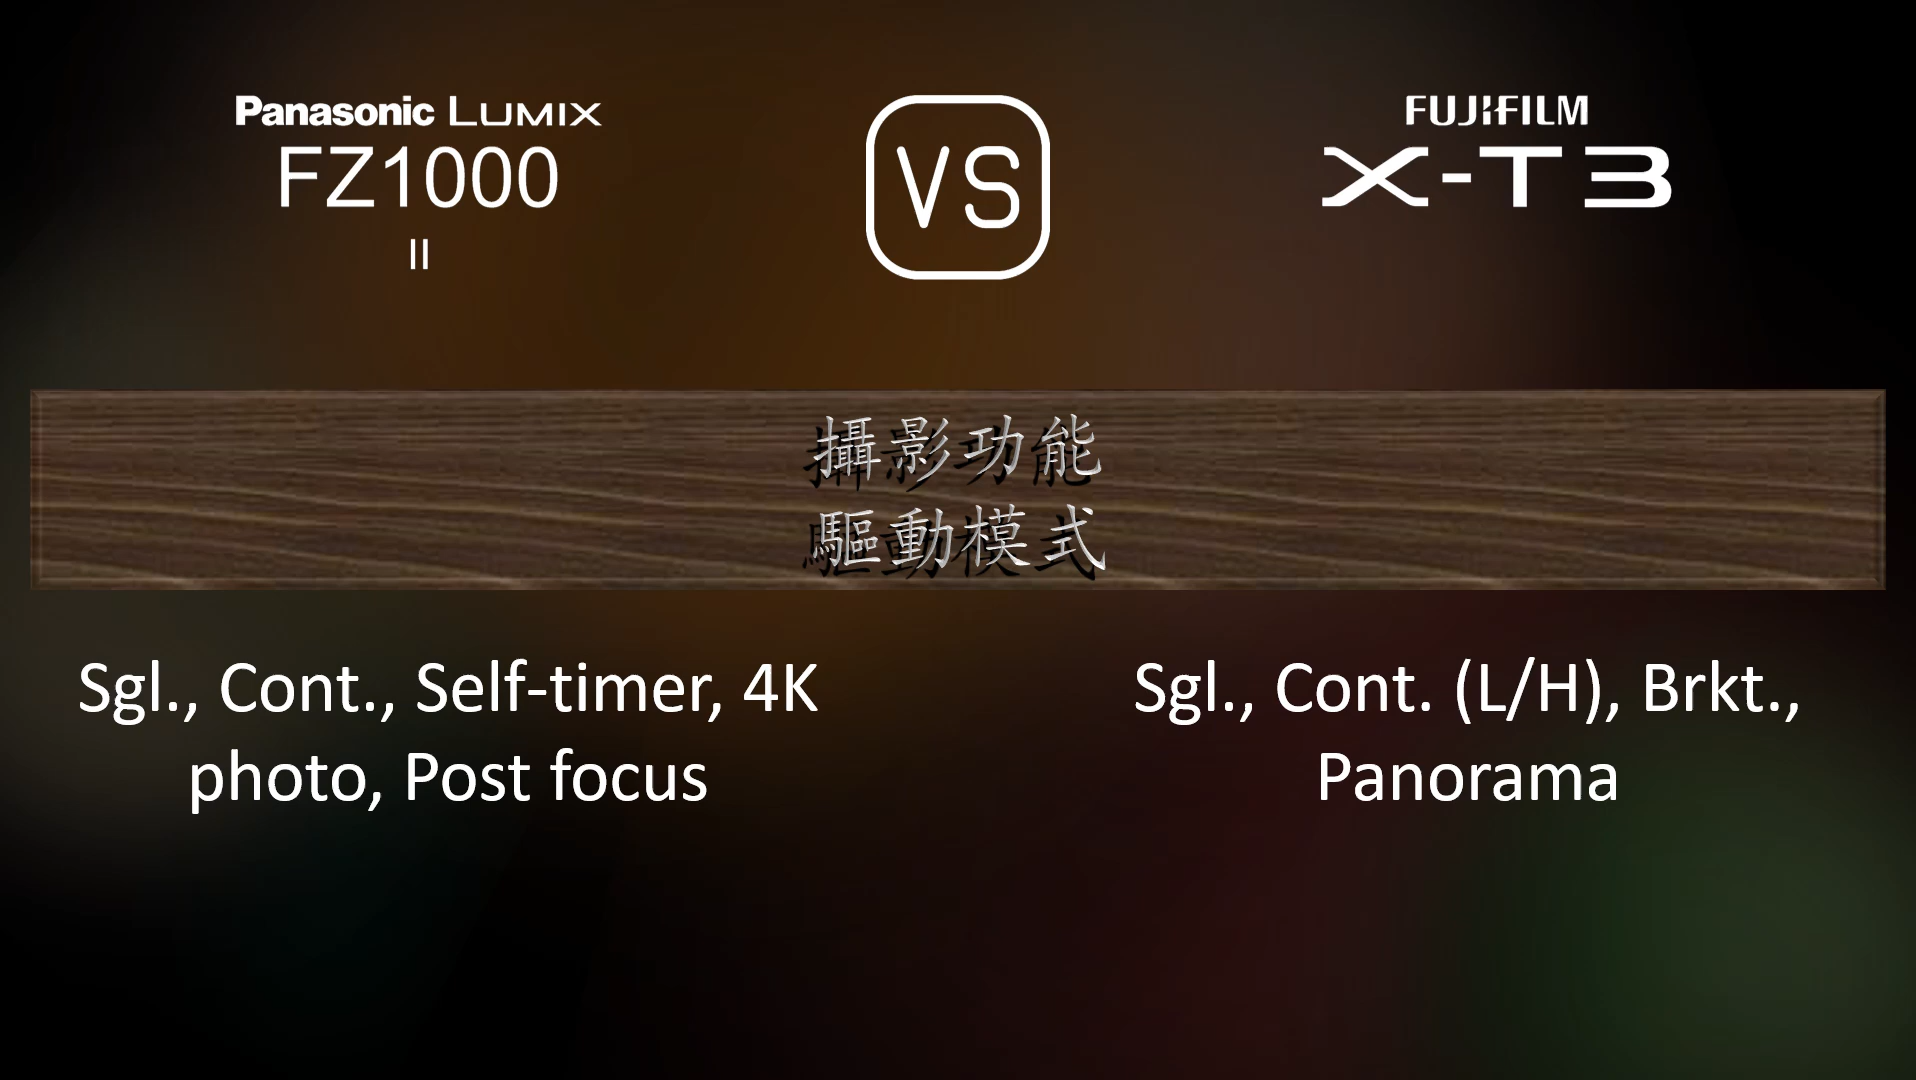 Panasonic LUMIX
FZ1000
II
VS
FUJIFILM
X-T3
攝影功能
驅動模式
Sgl., Cont., Self-timer, 4K
photo, Post focus
Sgl., Cont. (L/H), Brkt.,
Panorama